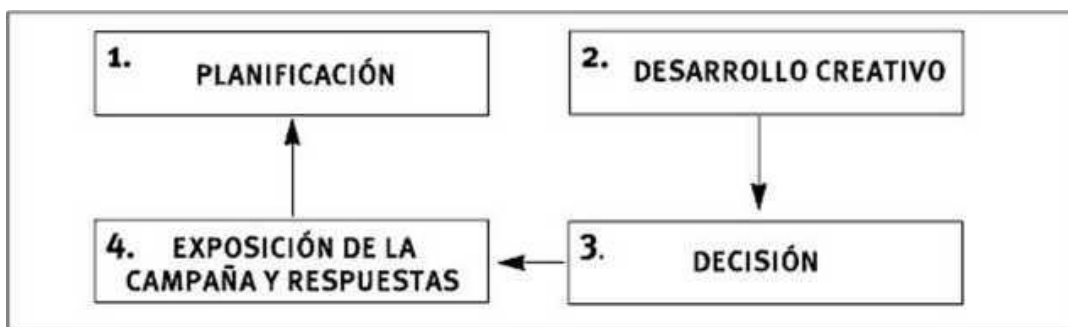 1. PLANIFICACIÓN
2. DESARROLLO CREATIVO
4. EXPOSICIÓN DE LA
CAMPAÑA Y RESPUESTAS
3. DECISIÓN